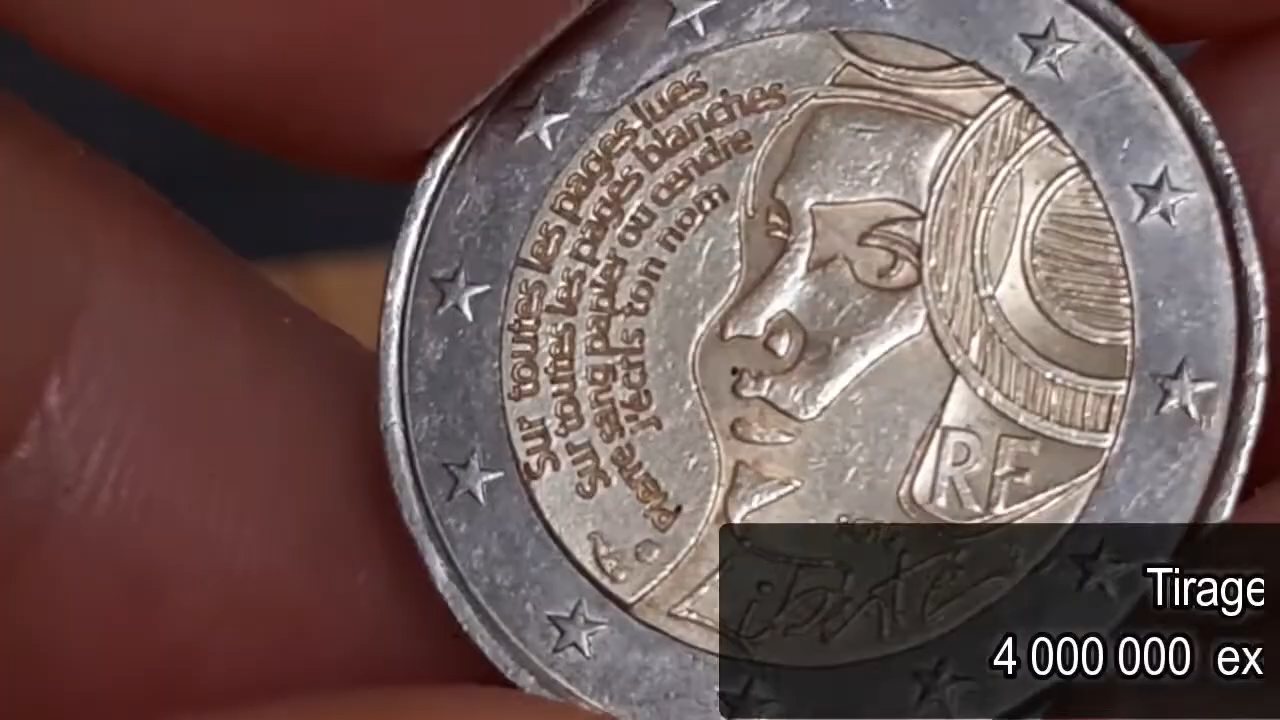 Sur toutes les pages lues
sur toutes les pages blanches
Pierre sang papier ou cendre
J'écris ton nom
RF
Liberté
Tirage
4 000 000 ex